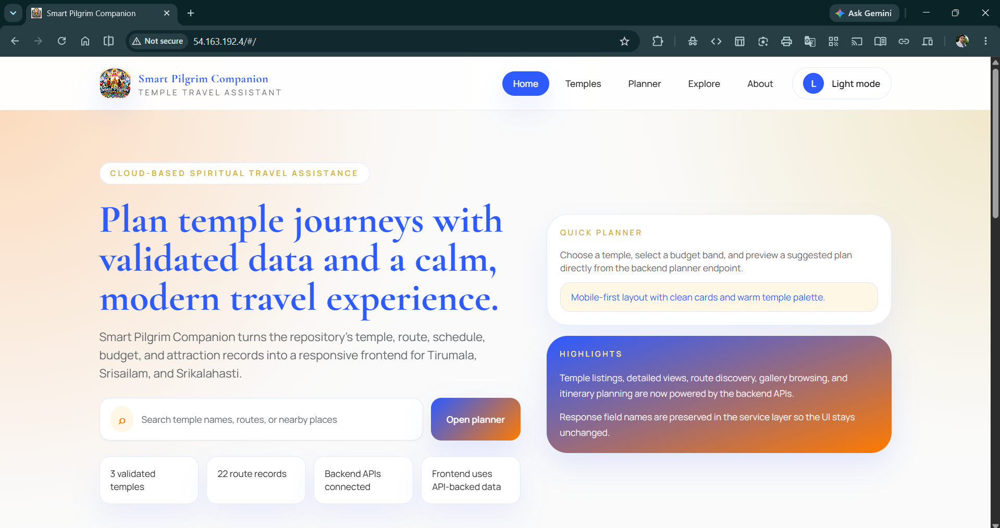 Smart Pilgrim Companion
Ask Gemini
Not secure
54.163.192.4/#/
Smart Pilgrim Companion
TEMPLE TRAVEL ASSISTANT
Home
Temples
Planner
Explore
About
L
Light mode
CLOUD-BASED SPIRITUAL TRAVEL ASSISTANCE
Plan temple journeys with
validated data and a calm,
modern travel experience.
Smart Pilgrim Companion turns the repository's temple, route, schedule,
budget, and attraction records into a responsive frontend for Tirumala,
Srisailam, and Srikalahasti.
Search temple names, routes, or nearby places
Open planner
3 validated
temples
22 route records
Backend APIs
connected
Frontend uses
API-backed data
QUICK PLANNER
Choose a temple, select a budget band, and preview a suggested plan
directly from the backend planner endpoint.
Mobile-first layout with clean cards and warm temple palette.
HIGHLIGHTS
Temple listings, detailed views, route discovery, gallery browsing, and
itinerary planning are now powered by the backend APIs.
Response field names are preserved in the service layer so the UI stays
unchanged.